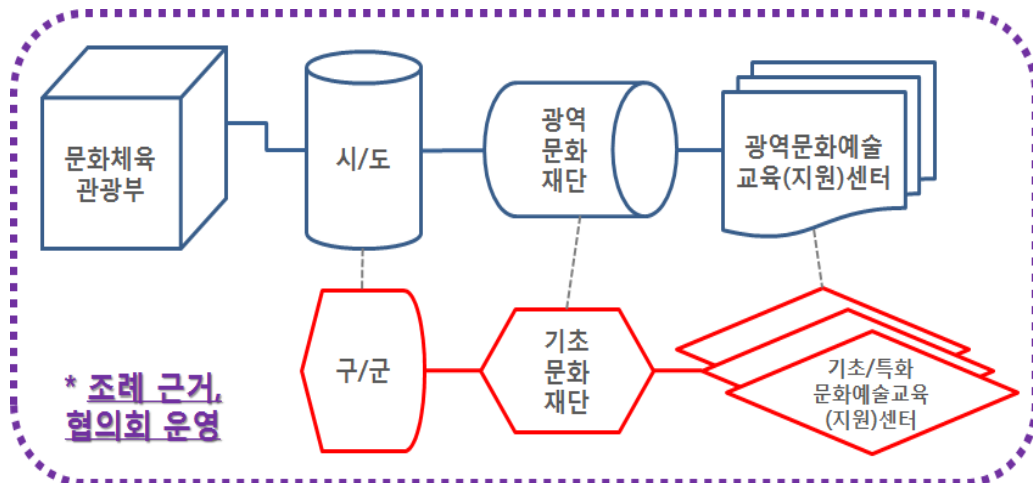 문화체육
관광부
시/도
광역
문화
재단
광역문화예술
교육(지원)센터
구/군
기초
문화
재단
기초/특화
문화예술교육
(지원)센터
* 조례 근거,
협의회 운영